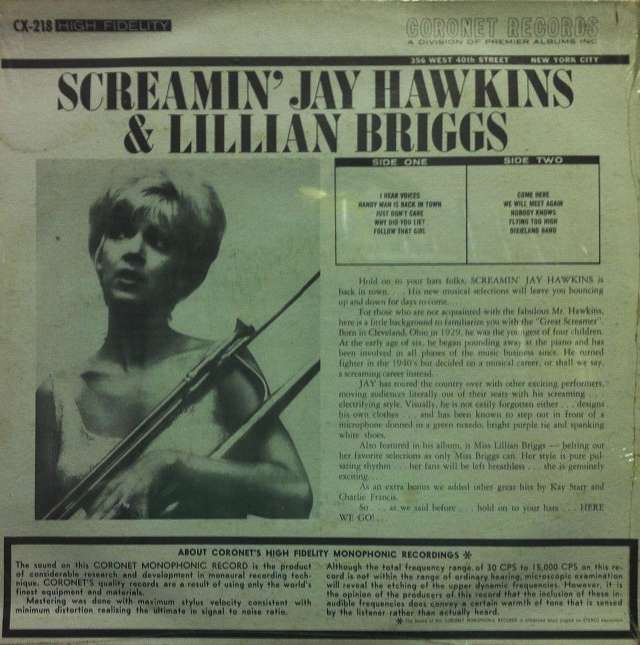 CX-218 HIGH FIDELITY
CORONET RECORDS
A DIVISION OF PREMIER ALBUMS INC
356 WEST 40th STREET NEW YORK CITY
SCREAMIN' JAY HAWKINS
& LILLIAN BRIGGS
SIDE ONE
I HEAR VOICES
HANDY MAN IS BACK IN TOWN
JUST DON'T CARE
WHY DID YOU LIE?
FOLLOW THAT GIRL
SIDE TWO
COME HERE
WE WILL MEET AGAIN
NOBODY KNOWS
FLYING TOO HIGH
DIXIELAND BAND
Hold on to your hats folks, SCREAMIN' JAY HAWKINS is
back in town. . . . His new musical selections will leave you bouncing
up and down for days to come. . . .
For those who are not acquainted with the fabulous Mr. Hawkins,
here is a little background to familiarize you with the "Great Screamer".
Born in Cleveland, Ohio in 1929, he was the youngest of four children.
At the early age of six, he began pounding away at the piano and has
been involved in all phases of the music business since. He turned
fighter in the 1940's but decided on a musical career, or shall we say,
a screaming career instead.
JAY has toured the country over with other exciting performers,
moving audiences literally out of their seats with his screaming . . .
electrifying style. Visually, he is not easily forgotten either . . . designs
his own clothes . . . and has been known to step out in front of a
microphone donned in a green tuxedo, bright purple tie and spanking
white shoes.
Also featured in his album, is Miss Lillian Briggs — belting out
her favorite selections as only Miss Briggs can. Her style is pure pul-
sating rhythm . . . her fans will be left breathless . . . she is genuinely
exciting.
As an extra bonus we added other great hits by Kay Starr and
Charlie Francis.
So . . . as we said before . . . hold on to your hats . . . HERE
WE GO! . .
ABOUT CORONET'S HIGH FIDELITY MONOPHONIC RECORDINGS *
The sound on this CORONET MONOPHONIC RECORD is the product
of considerable research and development in monaural recording tech-
nique. CORONET'S quality records are a result of using only the world's
finest equipment and materials.
Mastering was done with maximum stylus velocity consistent with
minimum distortion realizing the ultimate in signal to noise ratio.
Although the total frequency range of 30 CPS to 15,000 CPS on this re-
cord is not within the range of ordinary hearing, microscopic examination
will reveal the etching of the upper dynamic frequencies. However, it is
the opinion of the producers of this record that the inclusion of these in-
audible frequencies does convey a certain warmth of tone that is sensed
by the listener rather than actually heard.